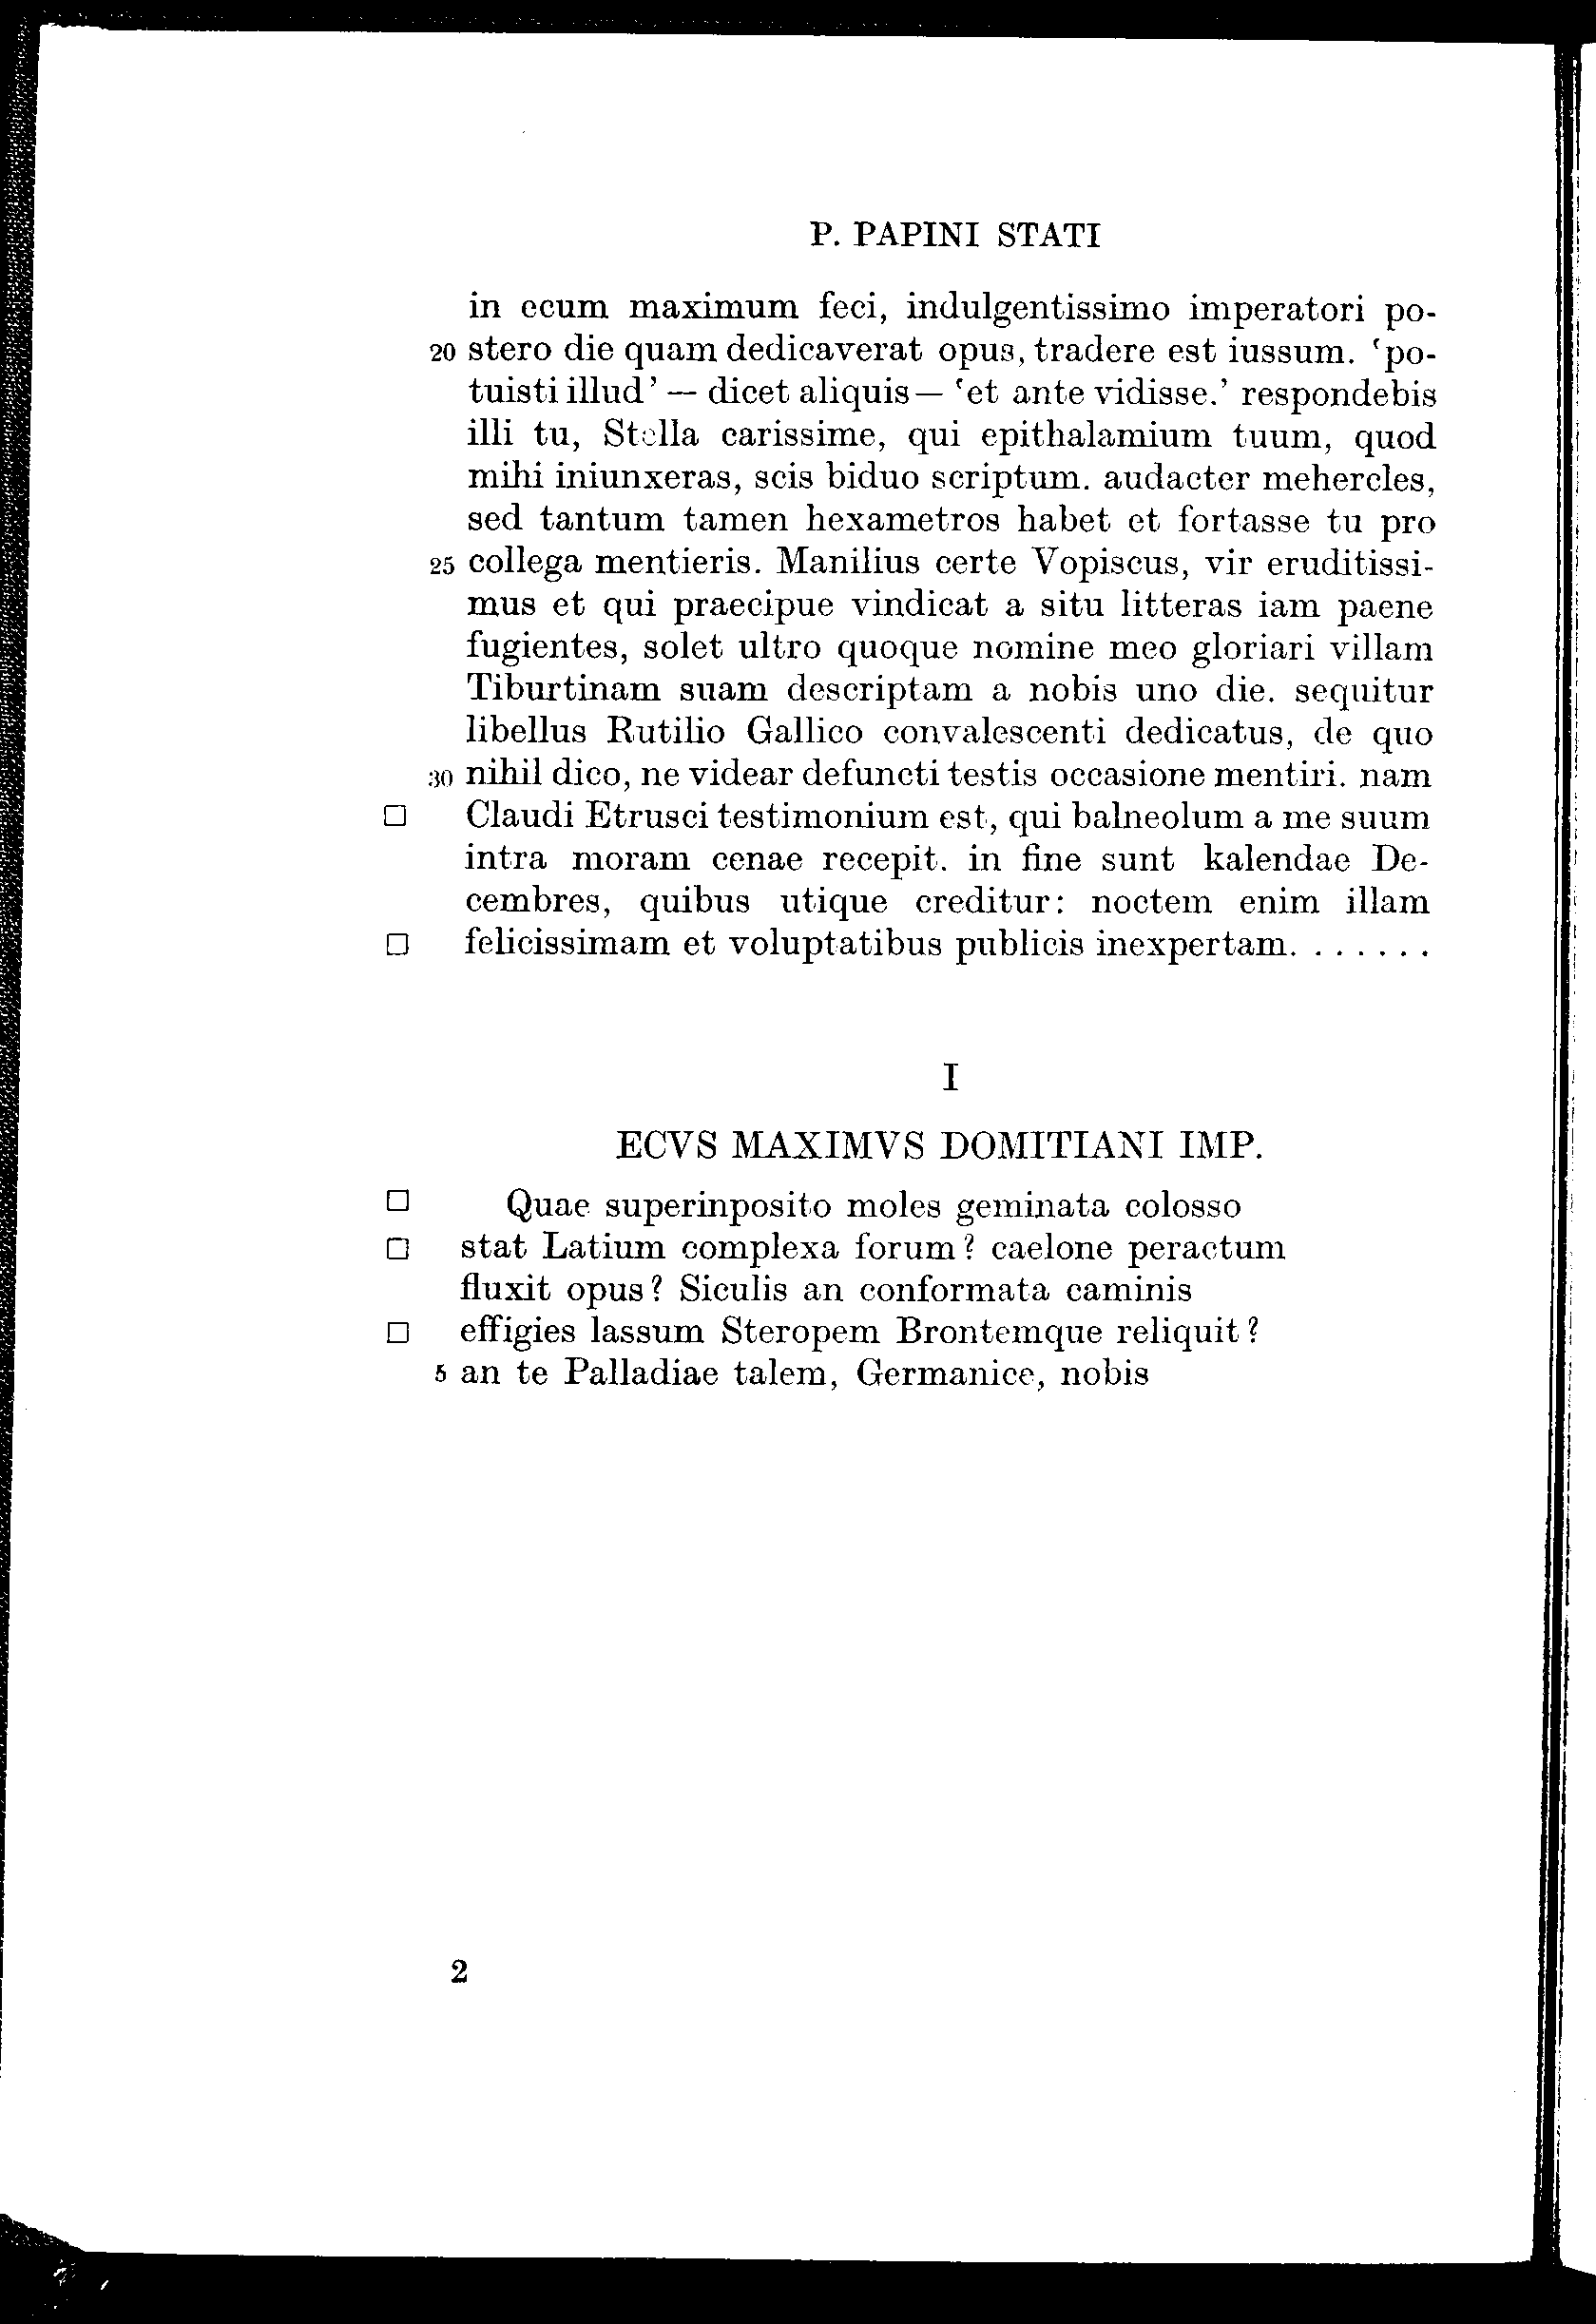 P. PAPINI STATI
in ecum maximum feci, indulgentissimo imperatori po-
20 stero die quam dedicaverat opus, tradere est iussum. ‘po-
tuisti illud’ — dicet aliquis — ‘et ante vidisse.’ respondebis
illi tu, Stella carissime, qui epithalamium tuum, quod
mihi iniunxeras, scis biduo scriptum. audacter mehercles,
sed tantum tamen hexametros habet et fortasse tu pro
25 collega mentieris. Manilius certe Vopiscus, vir eruditissi-
mus et qui praecipue vindicat a situ litteras iam paene
fugientes, solet ultro quoque nomine meo gloriari villam
Tiburtinam suam descriptam a nobis uno die. sequitur
libellus Rutilio Gallico convalescenti dedicatus, de quo
30 nihil dico, ne videar defuncti testis occasione mentiri. nam
□ Claudi Etrusci testimonium est, qui balneolum a me suum
intra moram cenae recepit. in fine sunt kalendae De-
cembres, quibus utique creditur: noctem enim illam
□ felicissimam et voluptatibus publicis inexpertam. . . . . . .
I
ECVS MAXIMVS DOMITIANI IMP.
□ Quae superinposito moles geminata colosso
□ stat Latium complexa forum? caelone peractum
fluxit opus? Siculis an conformata caminis
□ effigies lassum Steropem Brontemque reliquit?
5 an te Palladiae talem, Germanice, nobis
2